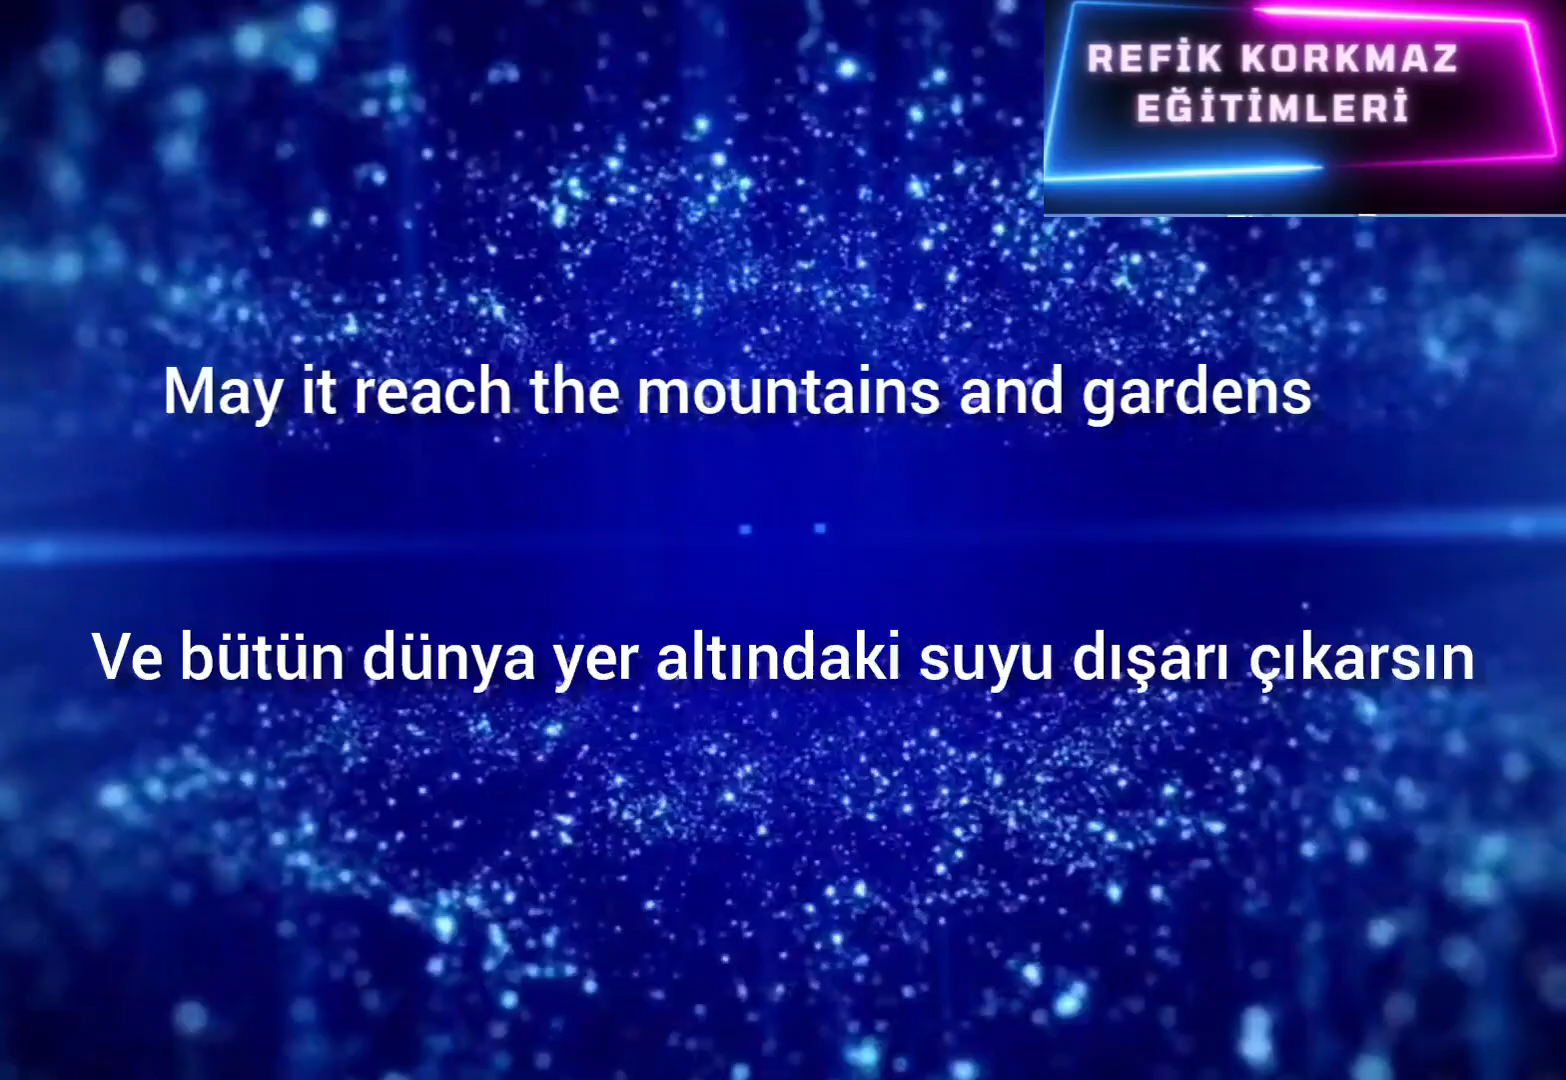 REFİK KORKMAZ
EĞİTİMLERİ
May it reach the mountains and gardens
Ve bütün dünya yer altındaki suyu dışarı çıkarsın